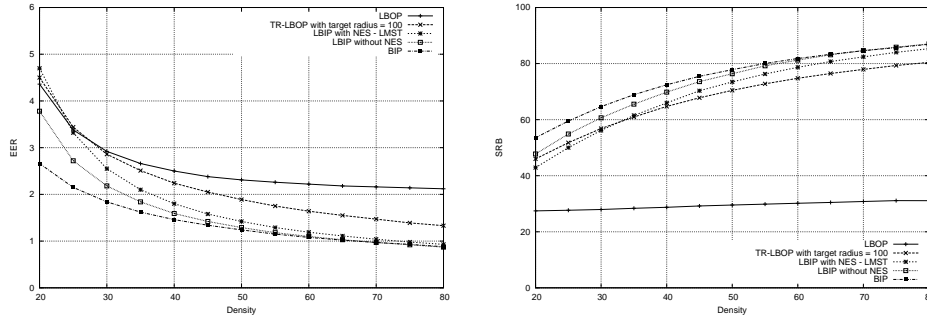 6
5
4
3
2
1
0
EER
20 30 40 50 60 70 80
Density
LBOP
TR-LBOP with target radius = 100
LBIP with NES - LMST
LBIP without NES
BIP
100
80
60
40
20
0
SRB
20 30 40 50 60 70 80
Density
LBOP
TR-LBOP with target radius = 100
LBIP with NES - LMST
LBIP without NES
BIP